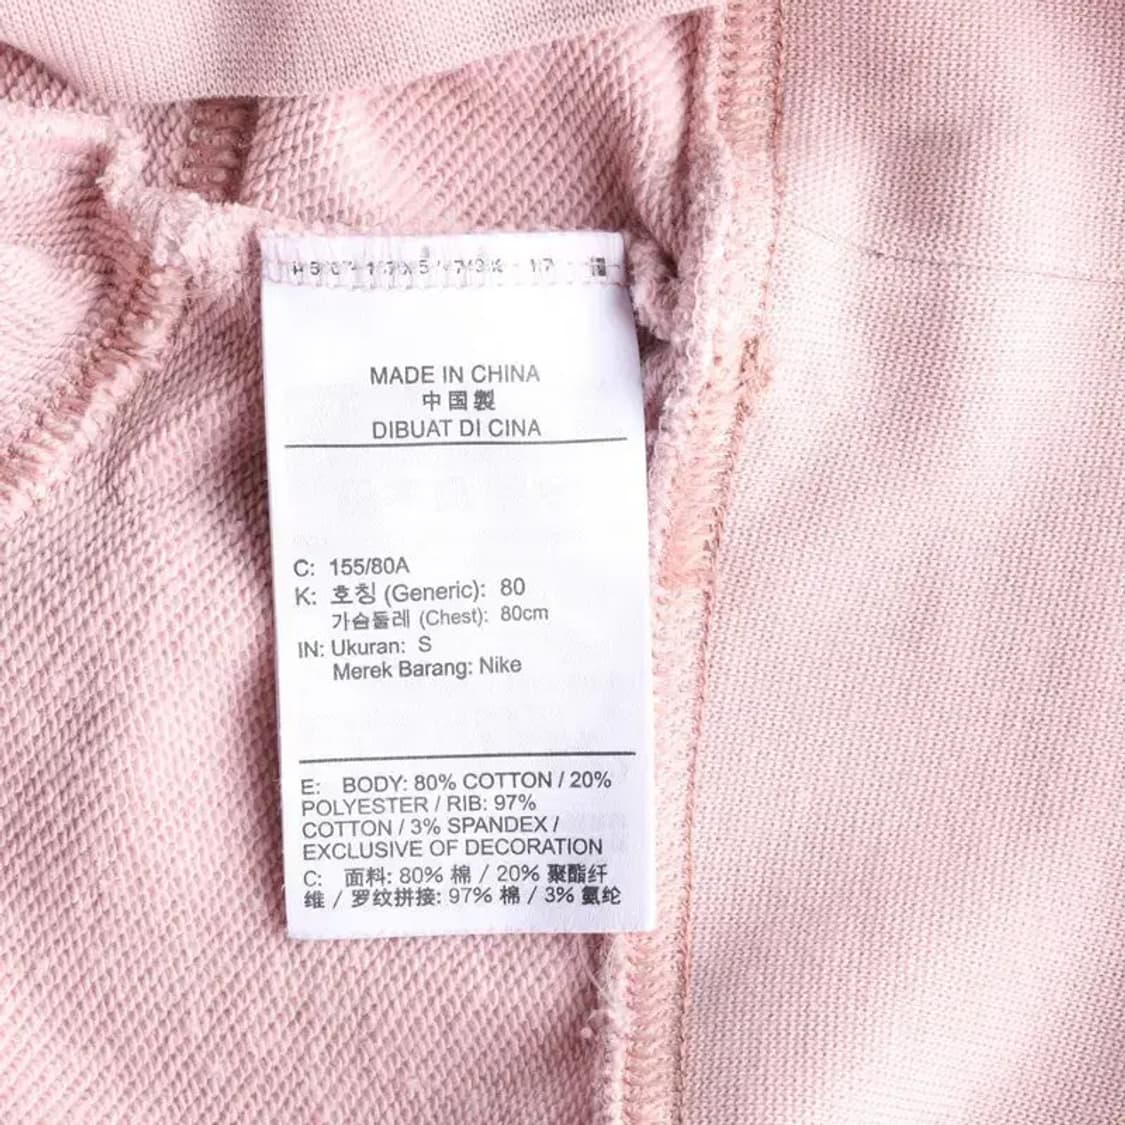 MADE IN CHINA
中国製
DIBUAT DI CINA
C: 155/80A
K: 호칭 (Generic): 80
가슴둘레 (Chest): 80cm
IN: Ukuran: S
Merek Barang: Nike
E: BODY: 80% COTTON / 20%
POLYESTER / RIB: 97%
COTTON / 3% SPANDEX /
EXCLUSIVE OF DECORATION
C: 面料: 80% 棉 / 20% 聚酯纤
维 / 罗纹拼接: 97% 棉 / 3% 氨纶